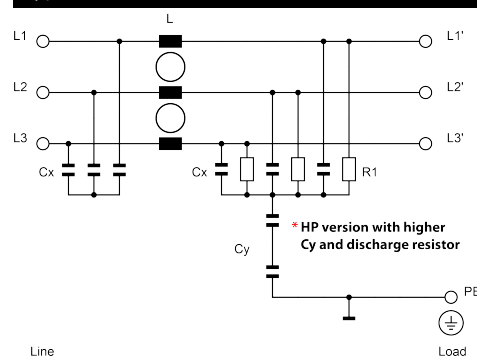 L
L1
L1'
L2
L2'
L3
L3'
Cx
Cx
R1
* HP version with higher
Cy and discharge resistor
Cy
PE
Line
Load